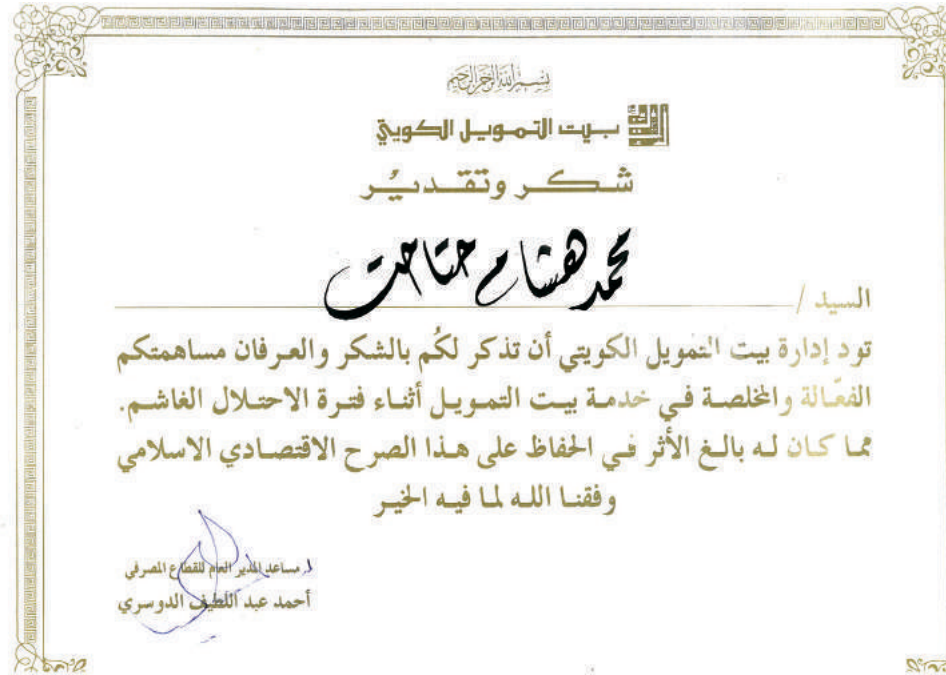 بسم الله الرحمن الرحيم
بيت التمويل الكويتي
شكر وتقدير
محمد هشام حتاحت
السيد /
تود إدارة بيت التمويل الكويتي أن تذكر لكُم بالشكر والعرفان مساهمتكم
الفعّالة والمخلصة في خدمة بيت التمويل أثناء فترة الاحتلال الغاشم.
مما كان له بالغ الأثر في الحفاظ على هذا الصرح الاقتصادي الاسلامي
وفقنا الله لما فيه الخير
مساعد المدير العام للقطاع المصرفي
أحمد عبد اللطيف الدوسري